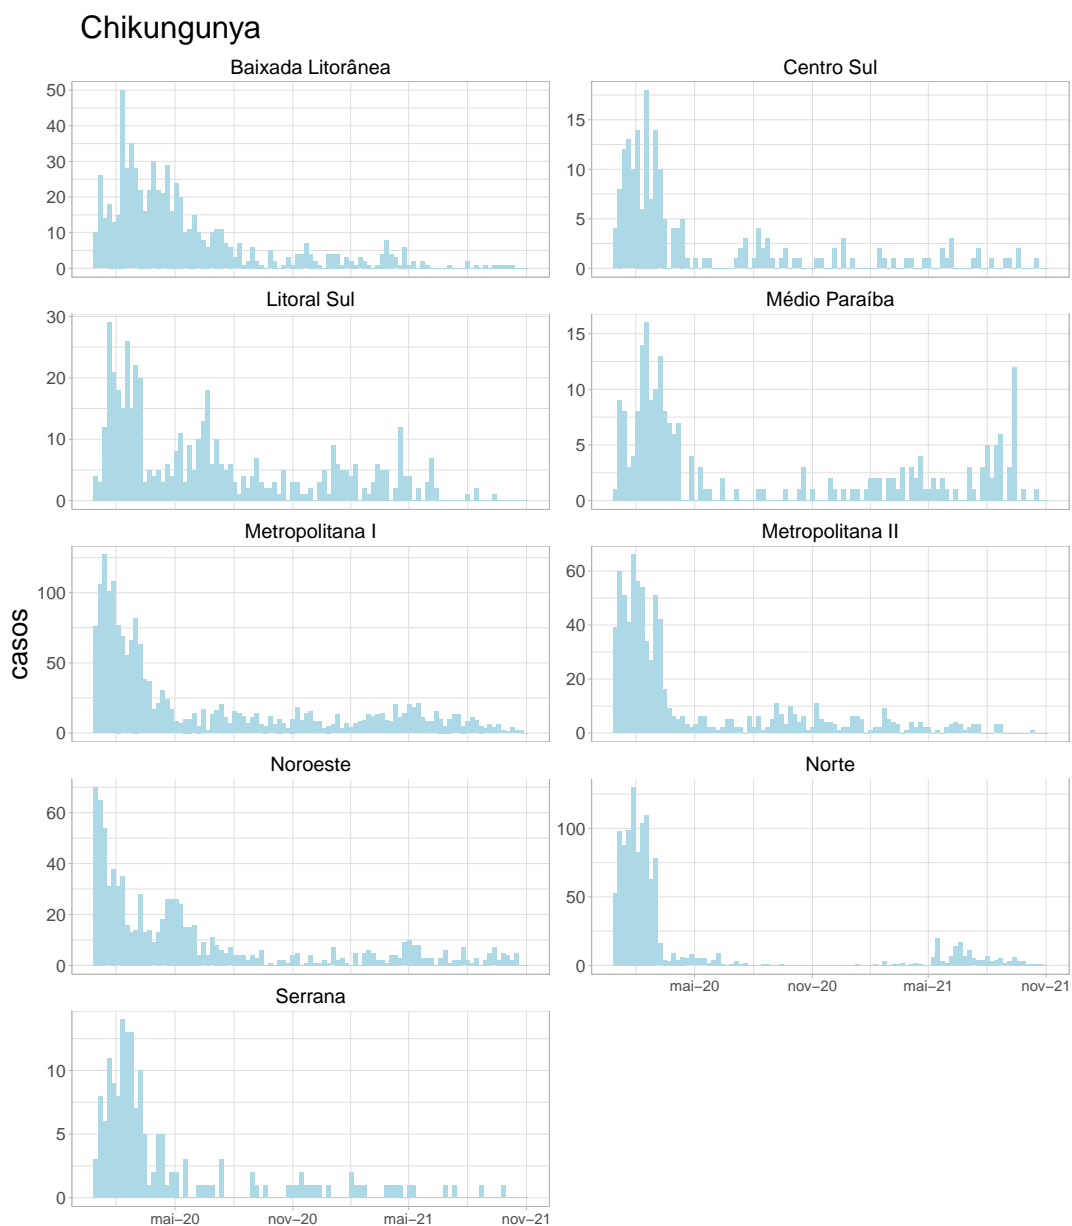 Chikungunya
Baixada Litorânea
Centro Sul
50
40
30
20
10
0
15
10
5
0
Litoral Sul
Médio Paraíba
30
20
10
0
15
10
5
0
Metropolitana I
Metropolitana II
casos
100
50
0
60
40
20
0
Noroeste
Norte
60
40
20
0
100
50
0
mai–20 nov–20 mai–21 nov–21
Serrana
10
5
0
mai–20 nov–20 mai–21 nov–21